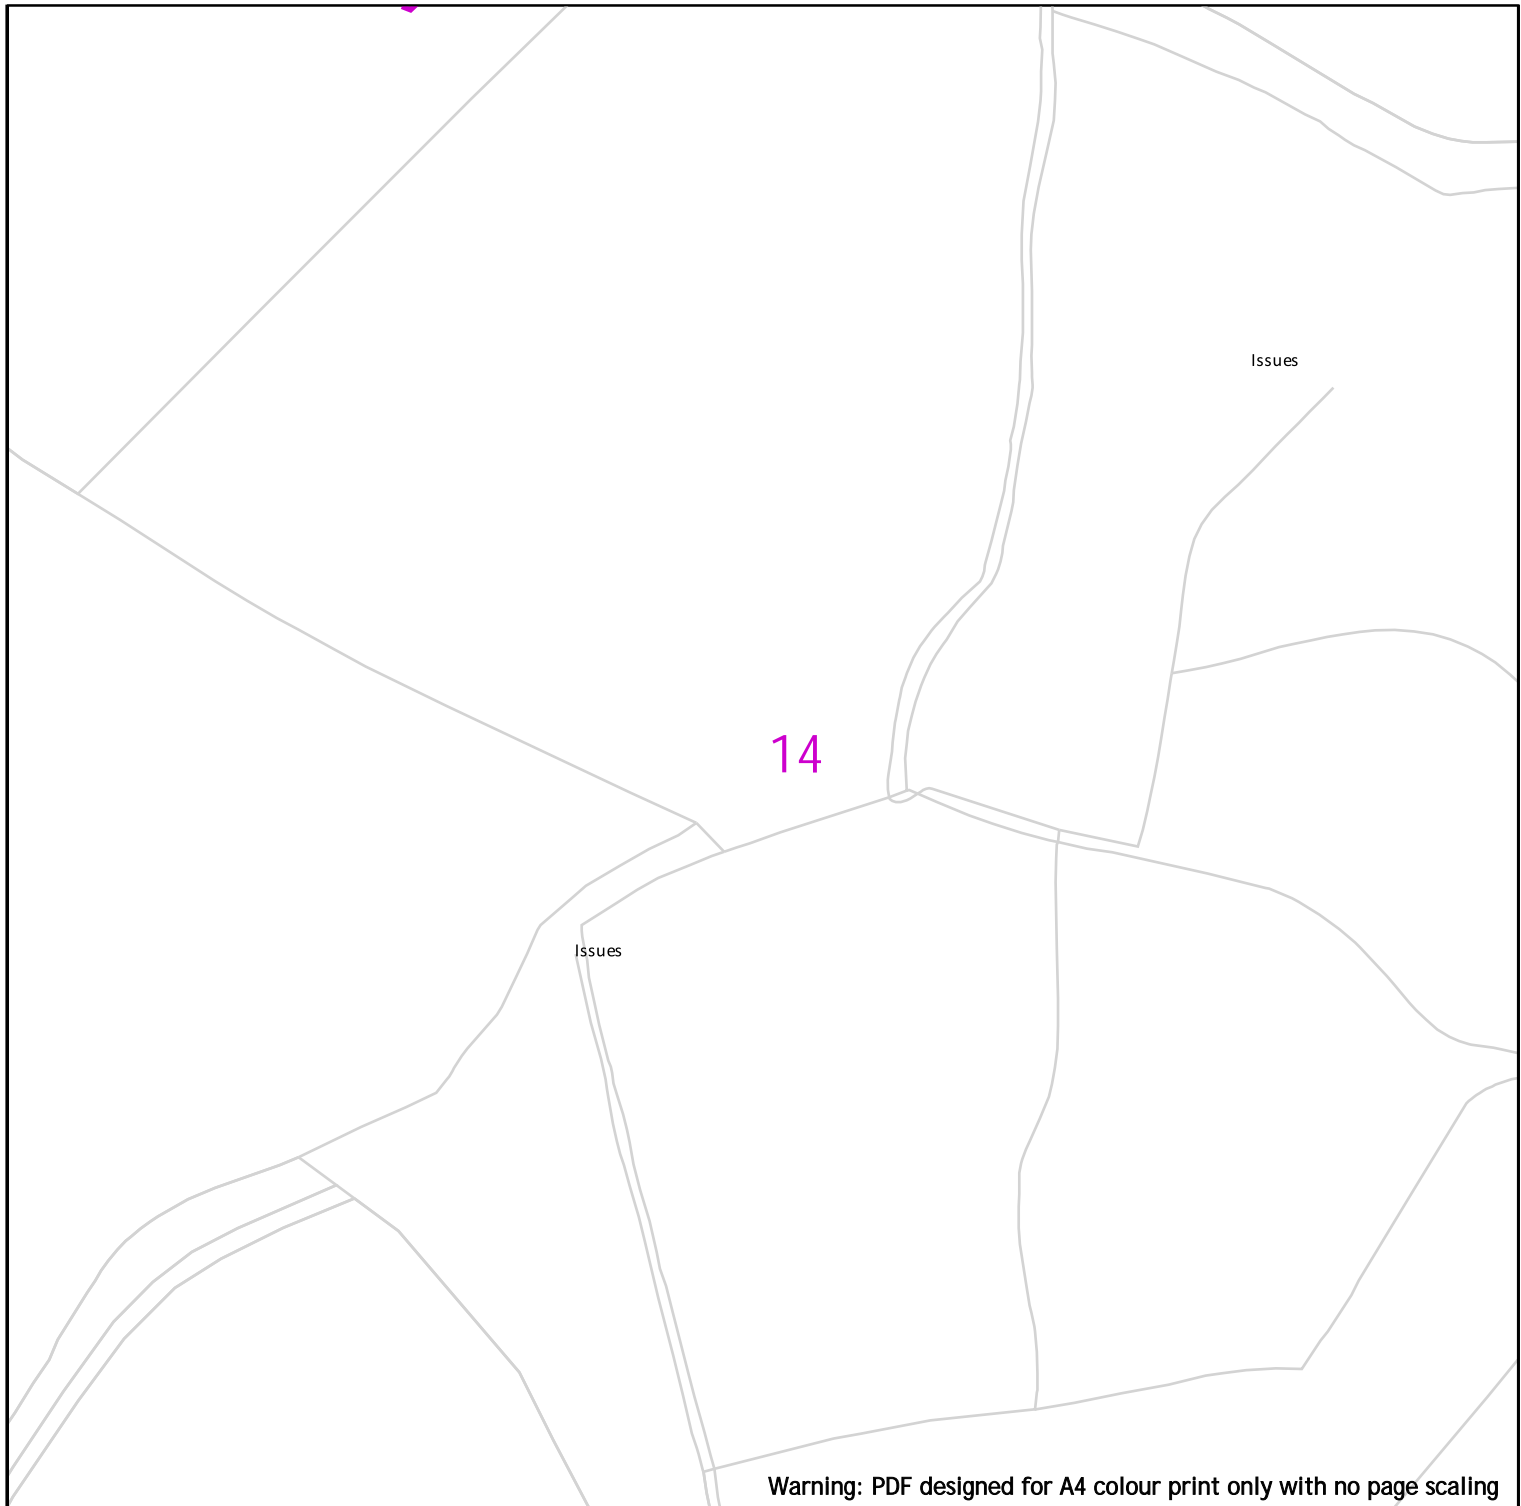 Issues
14
Issues
Warning: PDF designed for A4 colour print only with no page scaling